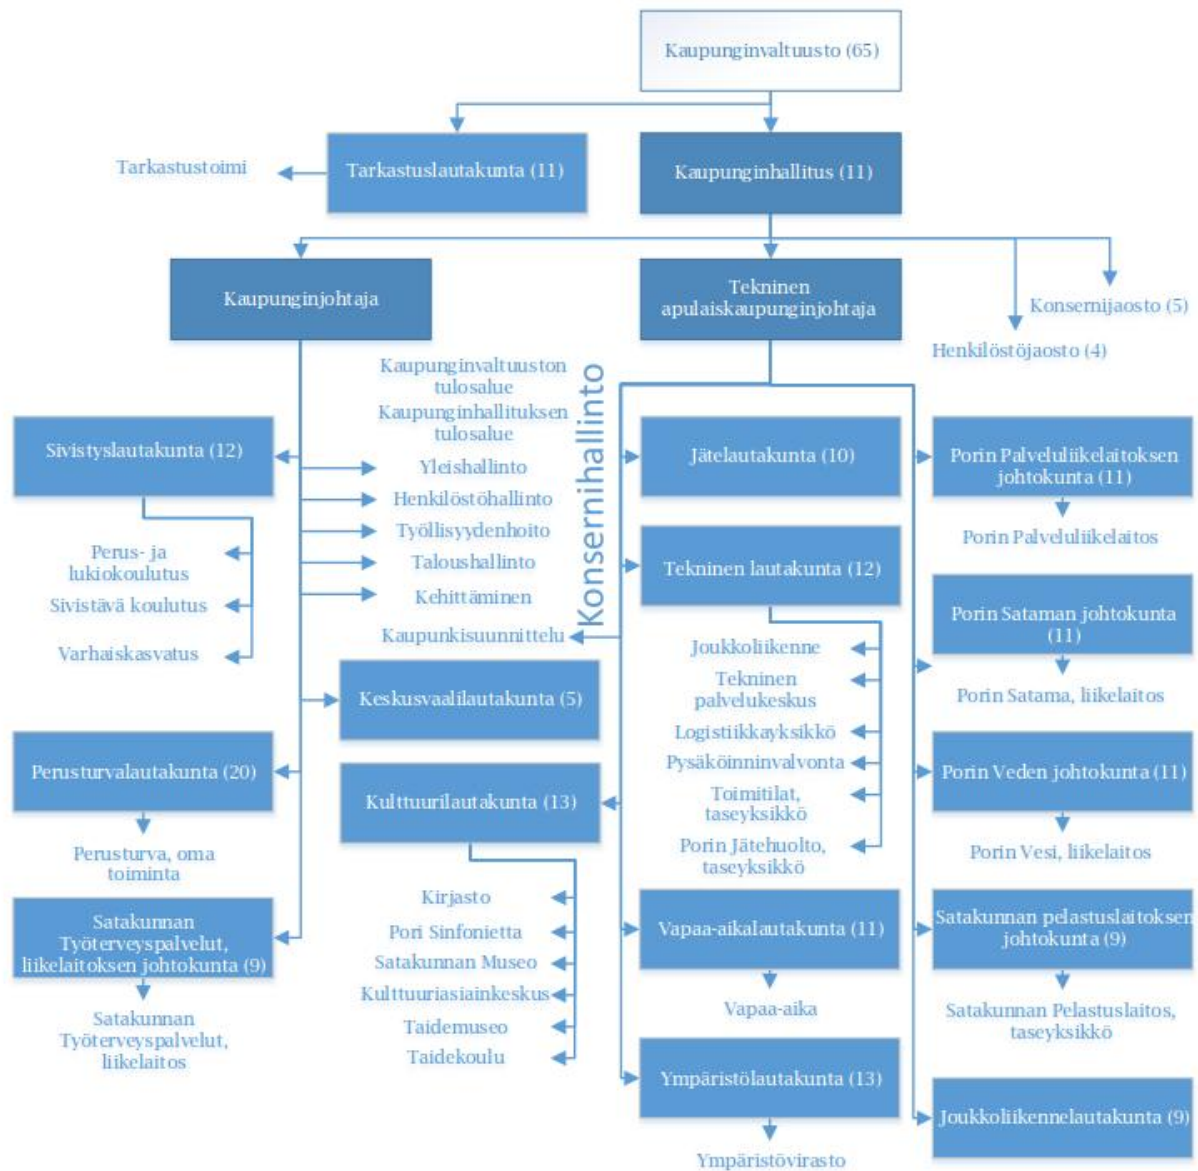 Kaupunginvaltuusto (65)
Tarkastustoimi
Tarkastuslautakunta (11)
Kaupunginhallitus (11)
Kaupunginjohtaja
Tekninen
apulaiskaupunginjohtaja
Konsernijaosto (5)
Henkilöstöjaosto (4)
Konsernihallinto
Kaupunginvaltuuston
tulosalue
Kaupunginhallituksen
tulosalue
Yleishallinto
Henkilöstöhallinto
Työllisyydenhoito
Taloushallinto
Kehittäminen
Kaupunkisuunnittelu
Sivistyslautakunta (12)
Perus- ja
lukiokoulutus
Sivistävä koulutus
Varhaiskasvatus
Perusturvalautakunta (20)
Perusturva, oma
toiminta
Satakunnan
Työterveyspalvelut,
liikelaitoksen johtokunta (9)
Satakunnan
Työterveyspalvelut,
liikelaitos
Keskusvaalilautakunta (5)
Kulttuurilautakunta (13)
Kirjasto
Pori Sinfonietta
Satakunnan Museo
Kulttuuriasiainkeskus
Taidemuseo
Taidekoulu
Jätelautakunta (10)
Tekninen lautakunta (12)
Joukkoliikenne
Tekninen
palvelukeskus
Logistiikkayksikkö
Pysäköinninvalvonta
Toimitilat,
taseyksikkö
Porin Jätehuolto,
taseyksikkö
Vapaa-aikalautakunta (11)
Vapaa-aika
Ympäristölautakunta (13)
Ympäristövirasto
Porin Palveluliikelaitoksen
johtokunta (11)
Porin Palveluliikelaitos
Porin Sataman johtokunta
(11)
Porin Satama, liikelaitos
Porin Veden johtokunta (11)
Porin Vesi, liikelaitos
Satakunnan pelastuslaitoksen
johtokunta (9)
Satakunnan Pelastuslaitos,
taseyksikkö
Joukkoliikennelautakunta (9)